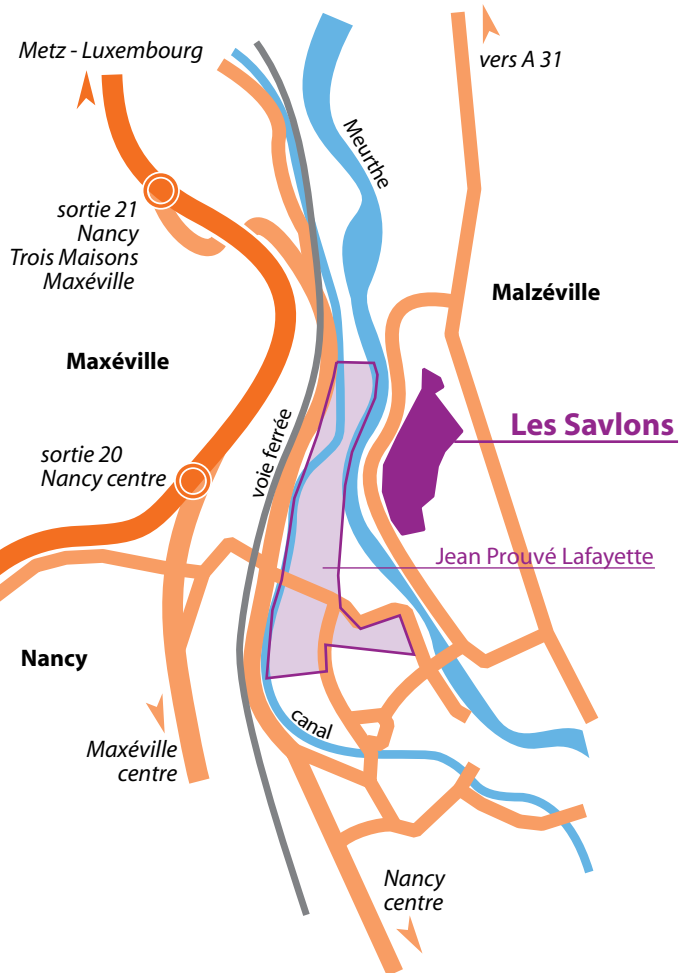 Metz - Luxembourg
vers A 31
Meurthe
sortie 21
Nancy
Trois Maisons
Maxéville
Malzéville
Maxéville
Les Savlons
voie ferrée
sortie 20
Nancy centre
Jean Prouvé Lafayette
Nancy
canal
Maxéville
centre
Nancy
centre